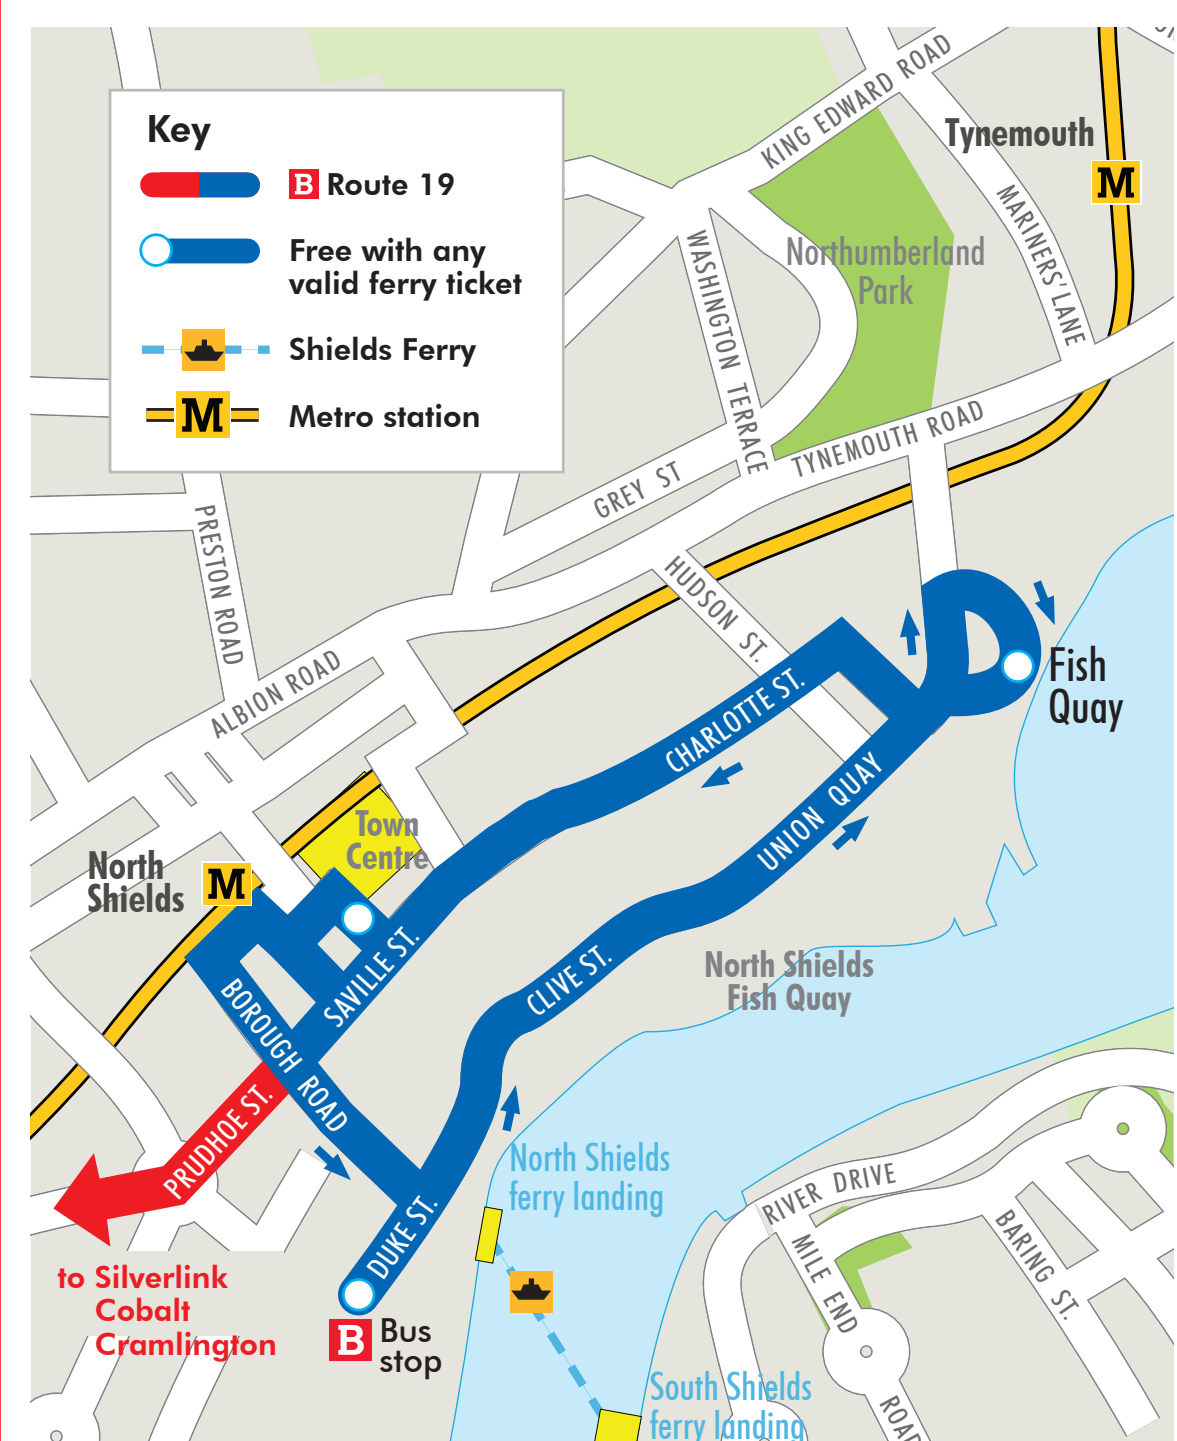 Key
B Route 19
Free with any
valid ferry ticket
Shields Ferry
M Metro station
KING EDWARD ROAD
Tynemouth
M
MARINERS' LANE
Northumberland
Park
WASHINGTON TERRACE
TYNEMOUTH ROAD
GREY ST
PRESTON ROAD
HUDSON ST.
ALBION ROAD
Fish
Quay
CHARLOTTE ST.
UNION QUAY
Town
Centre
North
Shields
M
SAVILLE ST.
CLIVE ST.
North Shields
Fish Quay
BOROUGH ROAD
PRUDHOE ST.
North Shields
ferry landing
DUKE ST.
RIVER DRIVE
MILE END
ROAD
BARING ST.
to Silverlink
Cobalt
Cramlington
B Bus
stop
South Shields
ferry landing